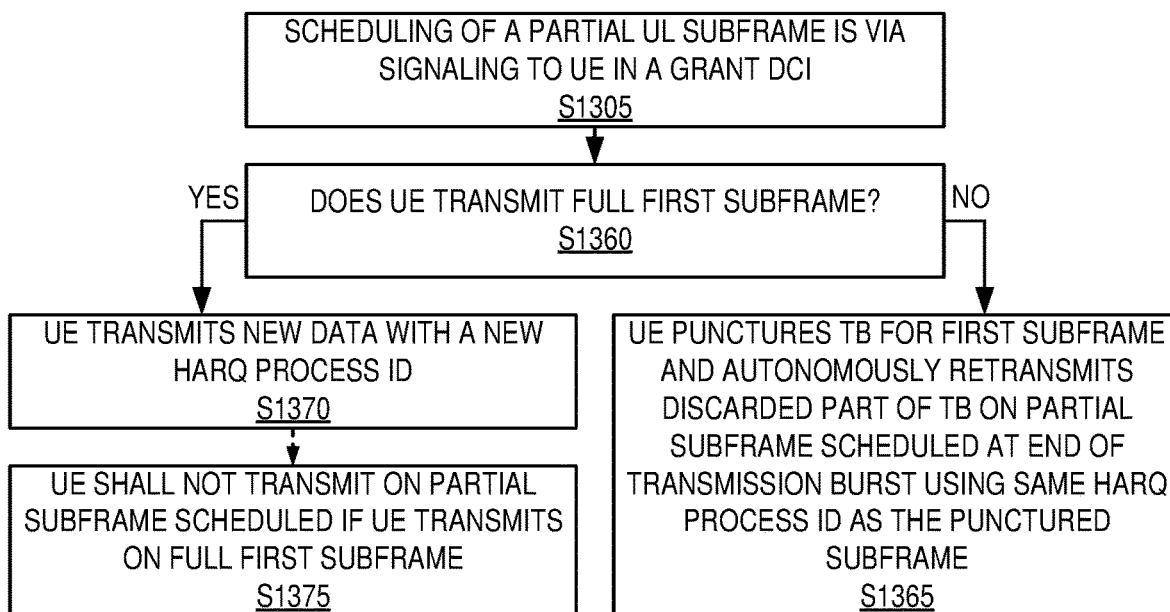 SCHEDULING OF A PARTIAL UL SUBFRAME IS VIA
SIGNALING TO UE IN A GRANT DCI
S1305
YES
DOES UE TRANSMIT FULL FIRST SUBFRAME?
NO
S1360
UE TRANSMITS NEW DATA WITH A NEW
HARQ PROCESS ID
S1370
UE SHALL NOT TRANSMIT ON PARTIAL
SUBFRAME SCHEDULED IF UE TRANSMITS
ON FULL FIRST SUBFRAME
S1375
UE PUNCTURES TB FOR FIRST SUBFRAME
AND AUTONOMOUSLY RETRANSMITS
DISCARDED PART OF TB ON PARTIAL
SUBFRAME SCHEDULED AT END OF
TRANSMISSION BURST USING SAME HARQ
PROCESS ID AS THE PUNCTURED
SUBFRAME
S1365